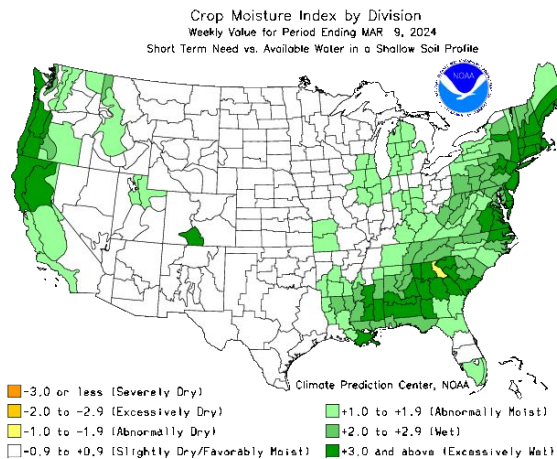 Crop Moisture Index by Division
Weekly Value for Period Ending MAR 9, 2024
Short Term Need vs. Available Water in a Shallow Soil Profile
NOAA
Climate Prediction Center, NOAA
-3.0 or less (Severely Dry)
-2.0 to -2.9 (Excessively Dry)
-1.0 to -1.9 (Abnormally Dry)
-0.9 to +0.9 (Slightly Dry/Favorably Moist)
+1.0 to +1.9 (Abnormally Moist)
+2.0 to +2.9 (Wet)
+3.0 and above (Excessively Wet)